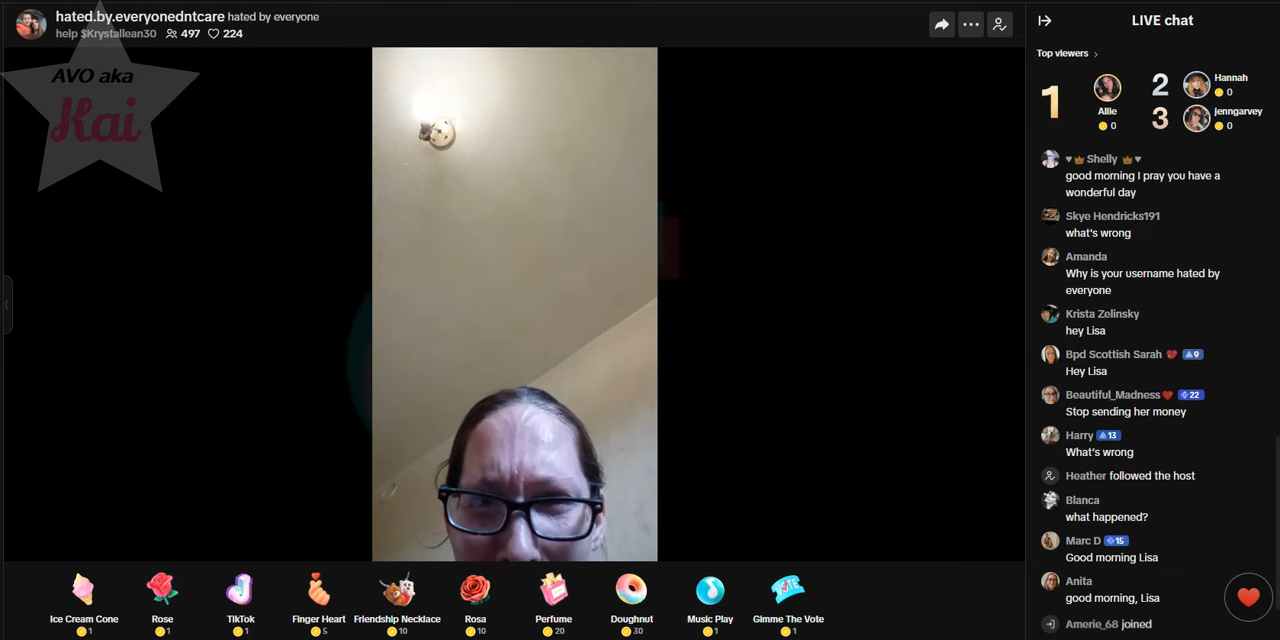 hated.by.everyonedntcare hated by everyone
help $Krystallean30 497 224
AVO aka
Kai
LIVE chat
Top viewers
1
Allie
0
2
Hannah
0
3
Jenngarvey
0
Shelly
good morning I pray you have a
wonderful day
Skye Hendricks191
what's wrong
Amanda
Why is your username hated by
everyone
Krista Zelinsky
hey Lisa
Bpd Scottish Sarah 9
Hey Lisa
Beautiful_Madness 22
Stop sending her money
Harry 13
What's wrong
Heather followed the host
Blanca
what happened?
Marc D 15
Good morning Lisa
Anita
good morning, Lisa
Amerie_68 joined
Ice Cream Cone
1
Rose
1
TikTok
1
Finger Heart
5
Friendship Necklace
10
Rosa
10
Perfume
20
Doughnut
30
Music Play
1
VOTE
Gimme The Vote
1